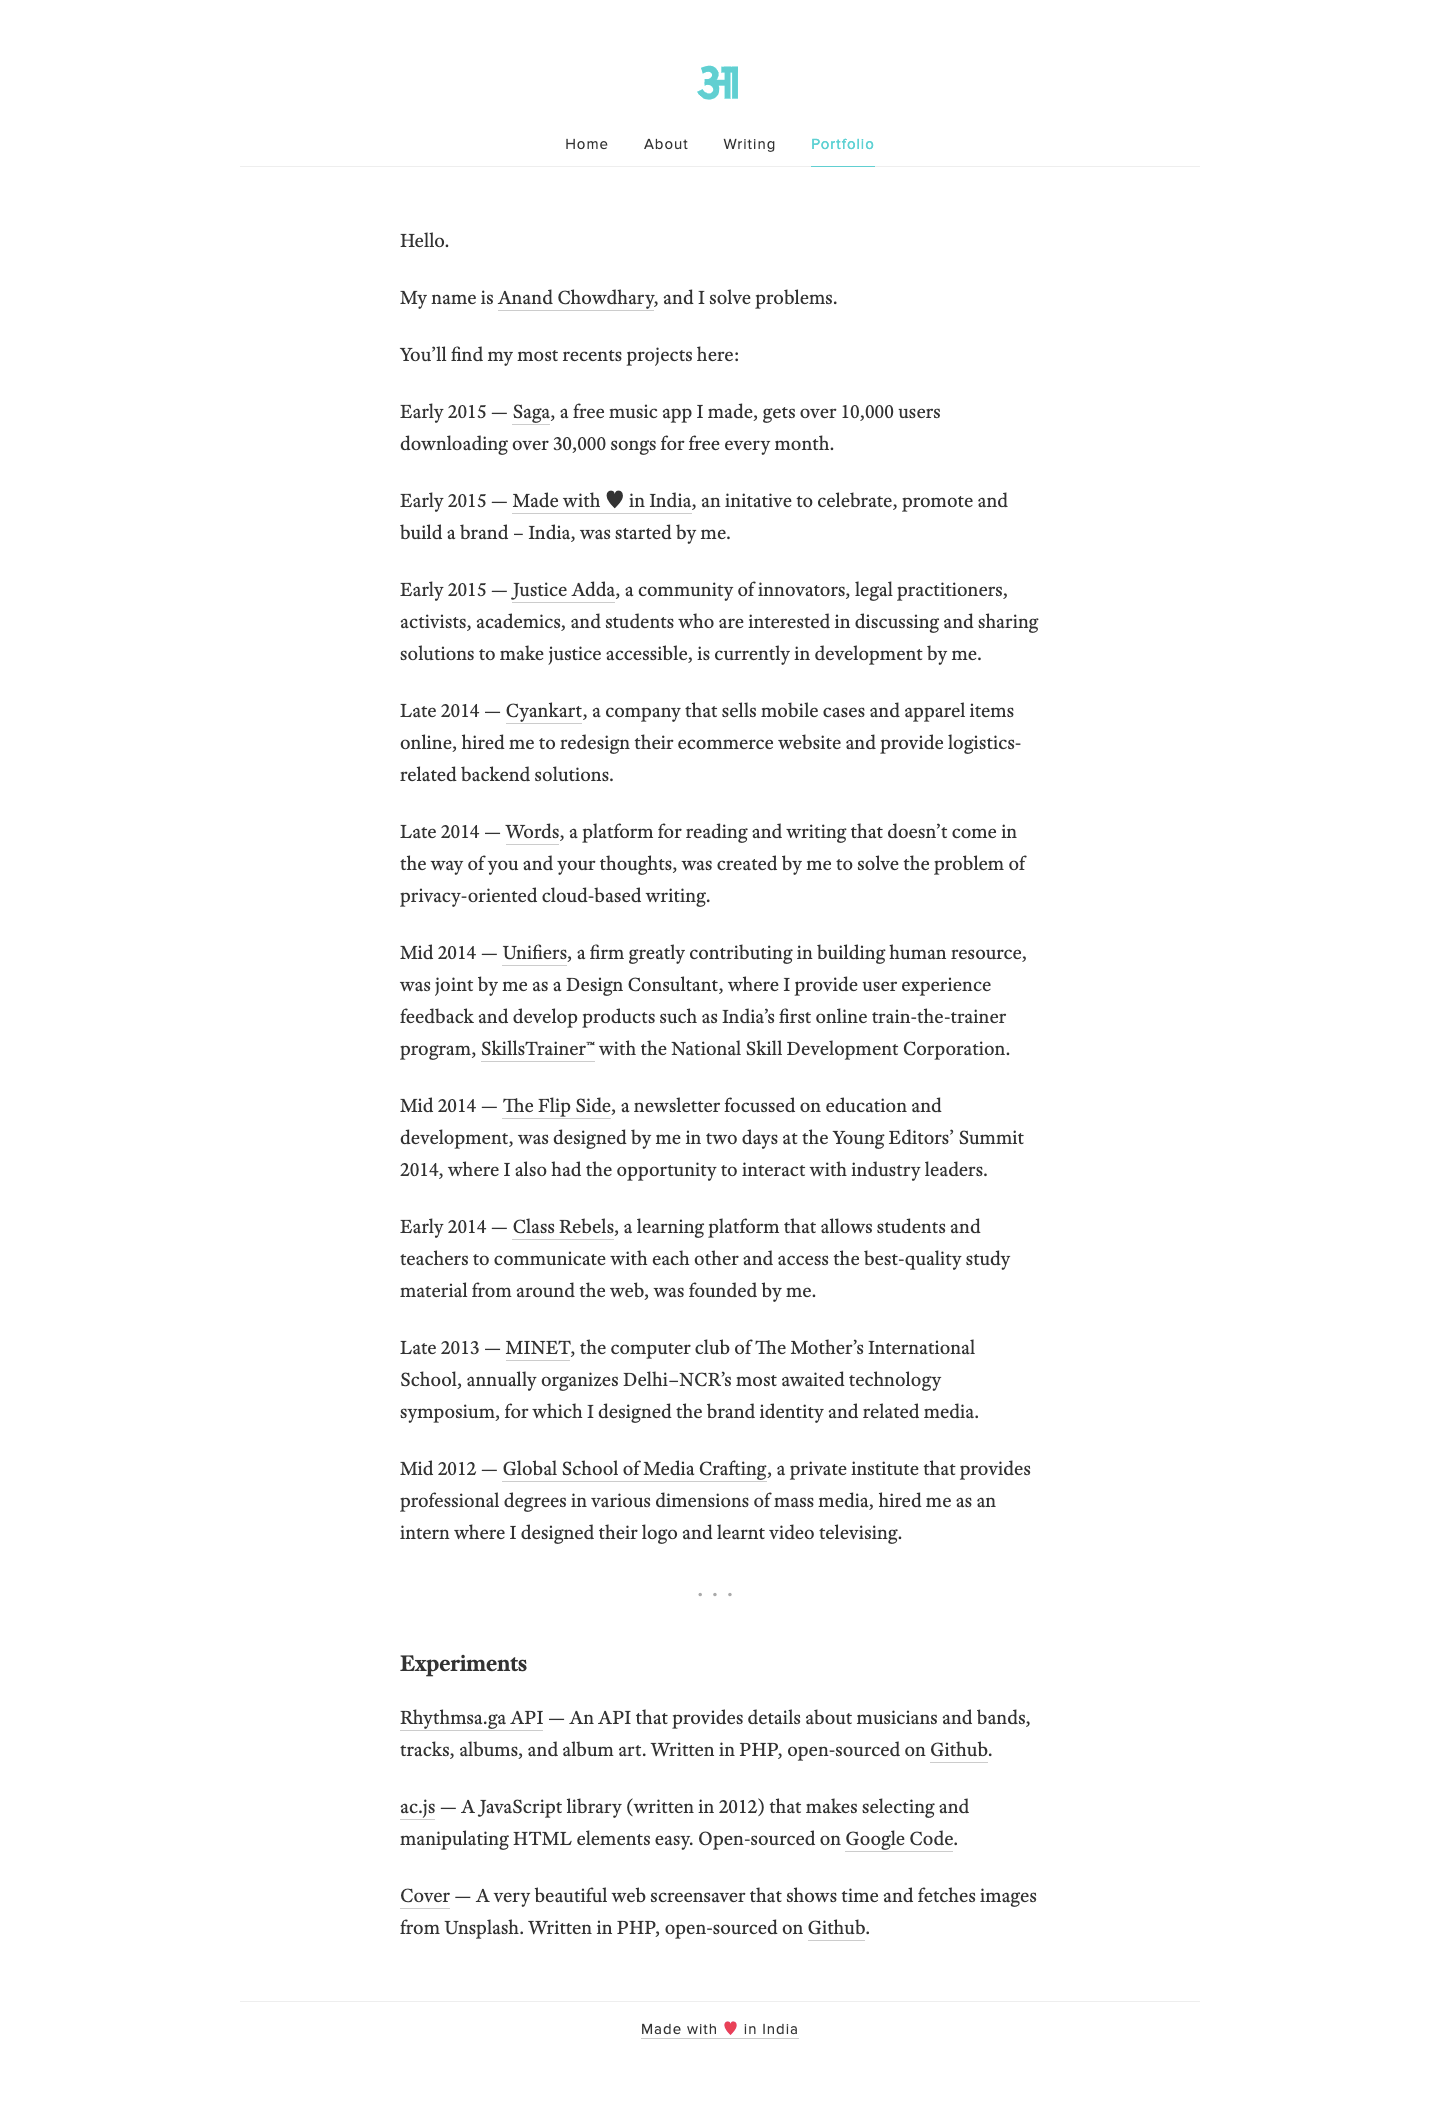 आ
Home About Writing Portfolio
Hello.
My name is Anand Chowdhary, and I solve problems.
You’ll find my most recents projects here:
Early 2015 — Saga, a free music app I made, gets over 10,000 users
downloading over 30,000 songs for free every month.
Early 2015 — Made with ♥ in India, an initative to celebrate, promote and
build a brand – India, was started by me.
Early 2015 — Justice Adda, a community of innovators, legal practitioners,
activists, academics, and students who are interested in discussing and sharing
solutions to make justice accessible, is currently in development by me.
Late 2014 — Cyankart, a company that sells mobile cases and apparel items
online, hired me to redesign their ecommerce website and provide logistics-
related backend solutions.
Late 2014 — Words, a platform for reading and writing that doesn’t come in
the way of you and your thoughts, was created by me to solve the problem of
privacy-oriented cloud-based writing.
Mid 2014 — Unifiers, a firm greatly contributing in building human resource,
was joint by me as a Design Consultant, where I provide user experience
feedback and develop products such as India’s first online train-the-trainer
program, SkillsTrainer™ with the National Skill Development Corporation.
Mid 2014 — The Flip Side, a newsletter focussed on education and
development, was designed by me in two days at the Young Editors’ Summit
2014, where I also had the opportunity to interact with industry leaders.
Early 2014 — Class Rebels, a learning platform that allows students and
teachers to communicate with each other and access the best-quality study
material from around the web, was founded by me.
Late 2013 — MINET, the computer club of The Mother’s International
School, annually organizes Delhi–NCR’s most awaited technology
symposium, for which I designed the brand identity and related media.
Mid 2012 — Global School of Media Crafting, a private institute that provides
professional degrees in various dimensions of mass media, hired me as an
intern where I designed their logo and learnt video televising.
· · ·
Experiments
Rhythmsa.ga API — An API that provides details about musicians and bands,
tracks, albums, and album art. Written in PHP, open-sourced on Github.
ac.js — A JavaScript library (written in 2012) that makes selecting and
manipulating HTML elements easy. Open-sourced on Google Code.
Cover — A very beautiful web screensaver that shows time and fetches images
from Unsplash. Written in PHP, open-sourced on Github.
Made with ♥ in India